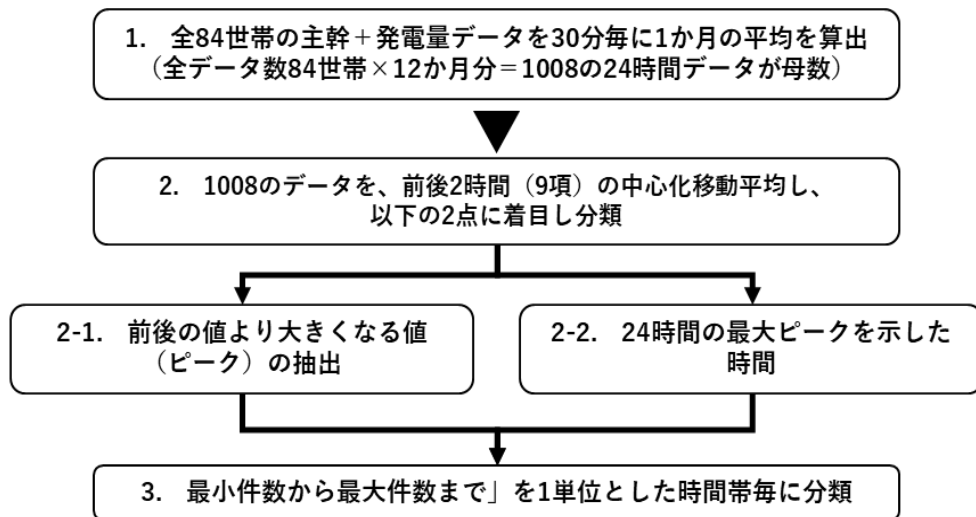 1. 全84世帯の主幹＋発電量データを30分毎に1か月の平均を算出
（全データ数84世帯×12か月分＝1008の24時間データが母数）
2. 1008のデータを、前後2時間（9項）の中心化移動平均し、
以下の2点に着目し分類
2-1. 前後の値より大きくなる値
（ピーク）の抽出
2-2. 24時間の最大ピークを示した
時間
3. 最小件数から最大件数まで」を1単位とした時間帯毎に分類